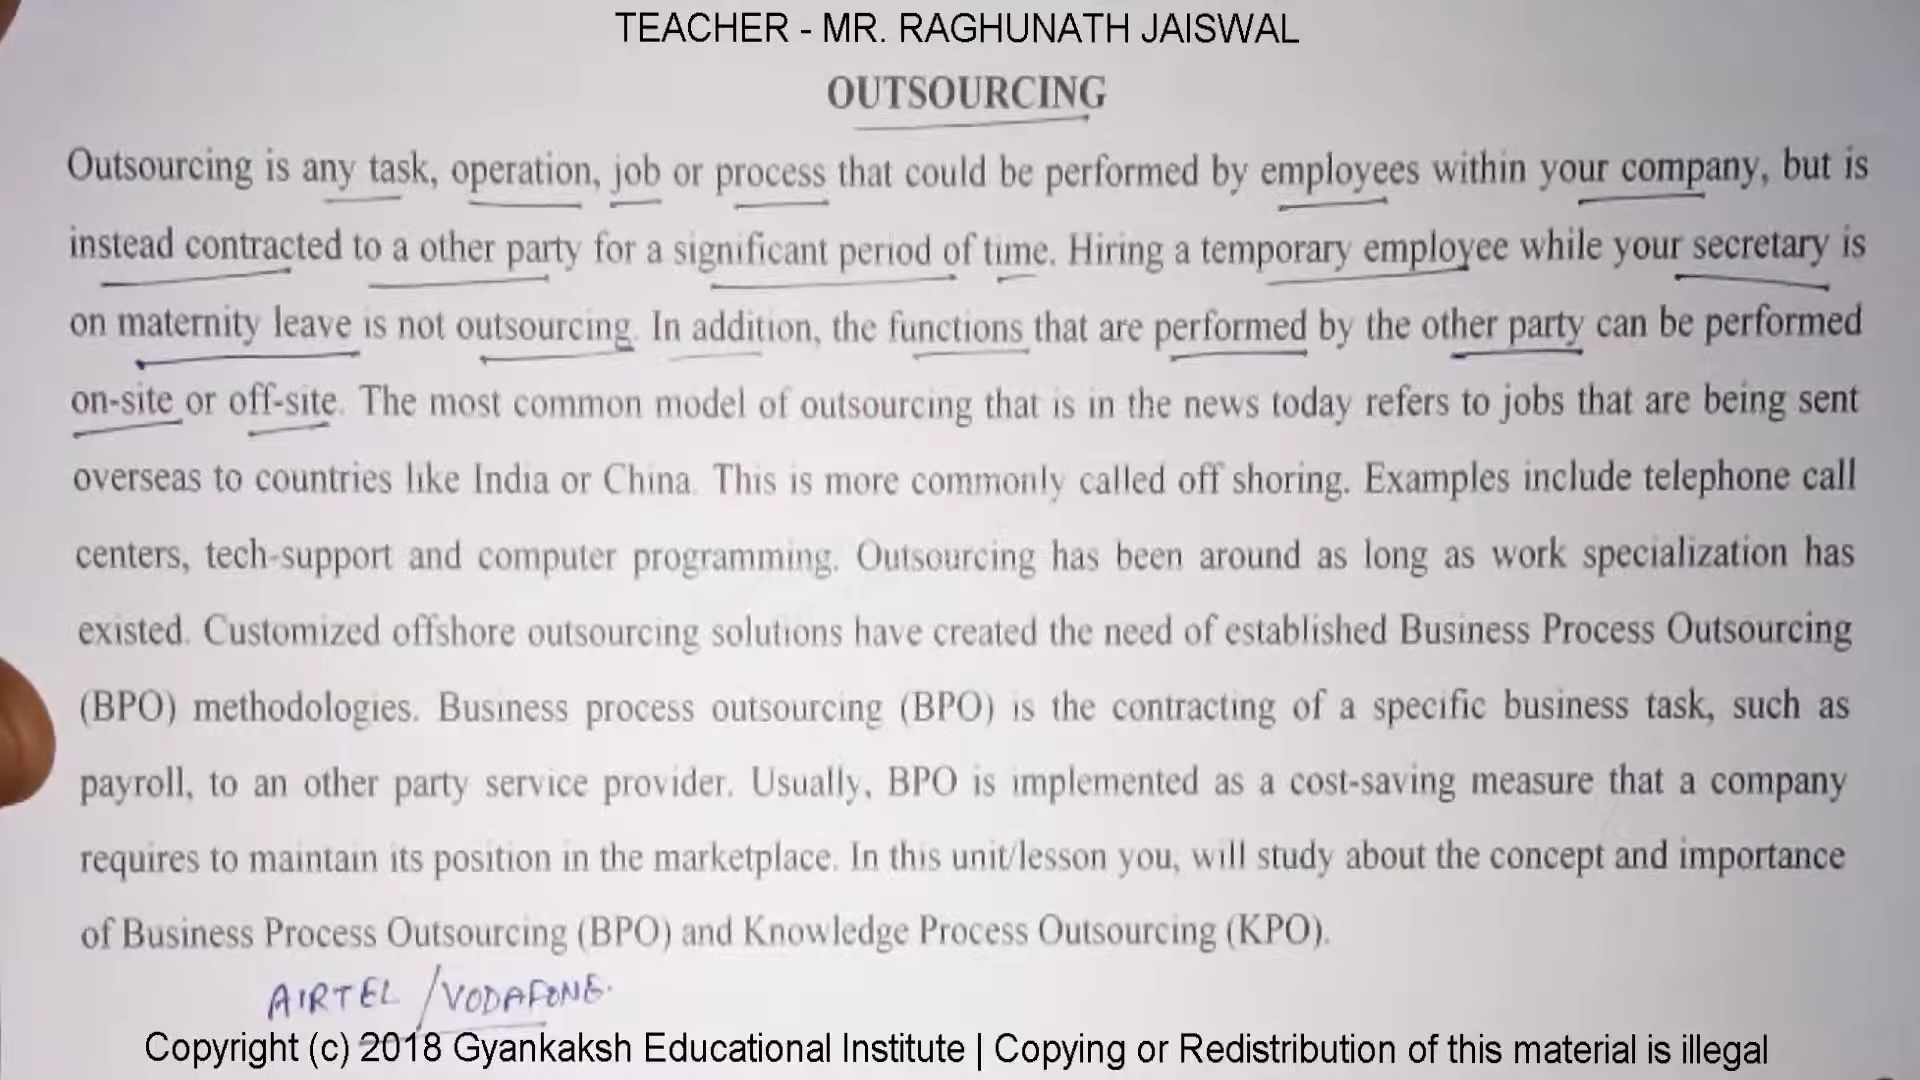 TEACHER - MR. RAGHUNATH JAISWAL
OUTSOURCING
Outsourcing is any task, operation, job or process that could be performed by employees within your company, but is
instead contracted to a other party for a significant period of time. Hiring a temporary employee while your secretary is
on maternity leave is not outsourcing. In addition, the functions that are performed by the other party can be performed
on-site or off-site. The most common model of outsourcing that is in the news today refers to jobs that are being sent
overseas to countries like India or China. This is more commonly called off shoring. Examples include telephone call
centers, tech-support and computer programming. Outsourcing has been around as long as work specialization has
existed. Customized offshore outsourcing solutions have created the need of established Business Process Outsourcing
(BPO) methodologies. Business process outsourcing (BPO) is the contracting of a specific business task, such as
payroll, to an other party service provider. Usually, BPO is implemented as a cost-saving measure that a company
requires to maintain its position in the marketplace. In this unit/lesson you, will study about the concept and importance
of Business Process Outsourcing (BPO) and Knowledge Process Outsourcing (KPO).
AIRTEL / VODAFONE.
Copyright (c) 2018 Gyankaksh Educational Institute | Copying or Redistribution of this material is illegal